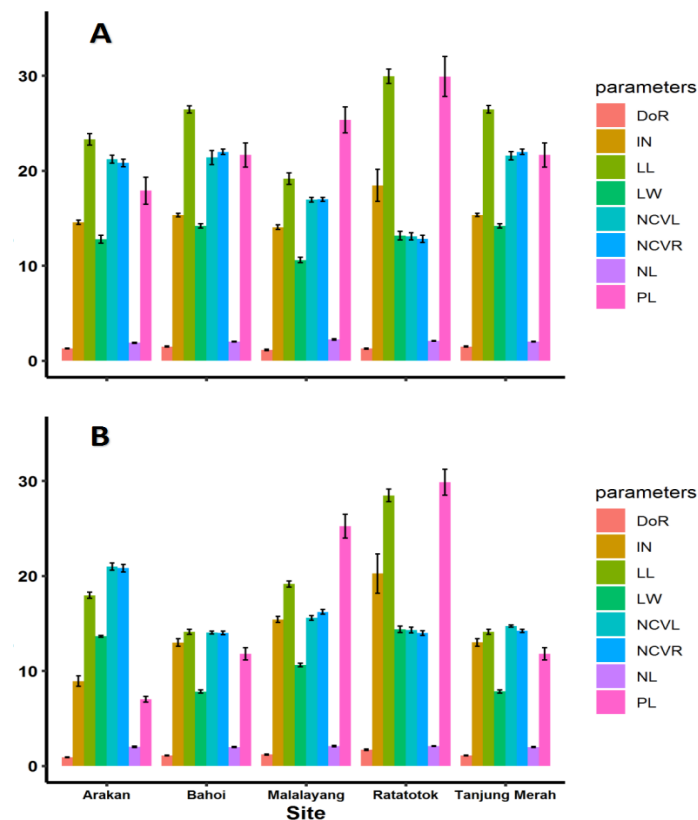 A
30
20
10
0
parameters
DoR
IN
LL
LW
NCVL
NCVR
NL
PL
B
30
20
10
0
Arakan Bahoi Malalayang Ratatotok Tanjung Merah
Site
parameters
DoR
IN
LL
LW
NCVL
NCVR
NL
PL